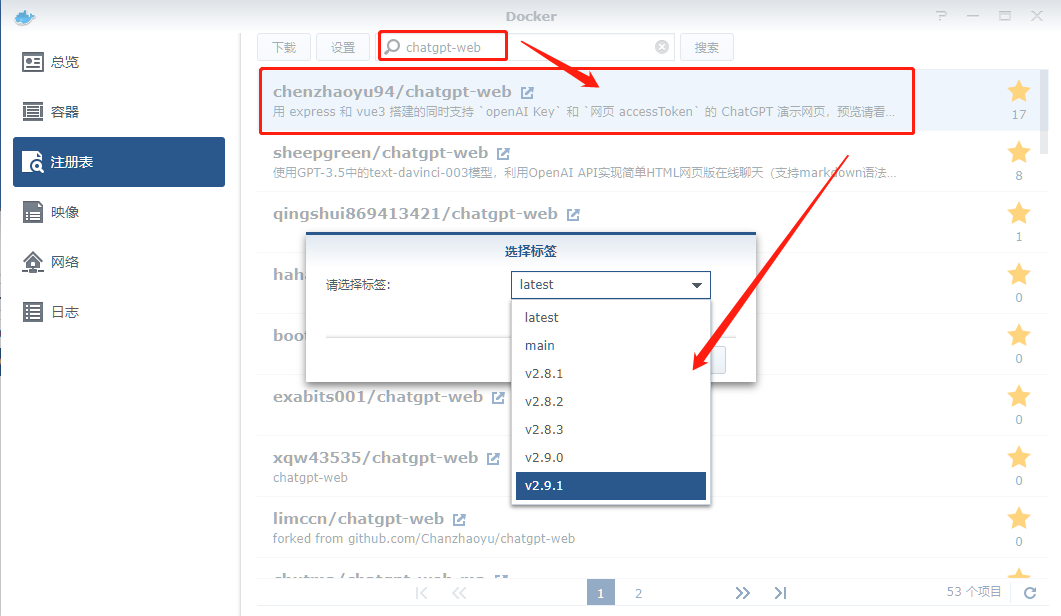 Docker
总览
容器
注册表
映像
网络
日志
下载 设置 chatgpt-web 搜索
chenzhaoyu94/chatgpt-web
用 express 和 vue3 搭建的同时支持 `openAI Key` 和 `网页 accessToken` 的 ChatGPT 演示网页，预览请看...
17
sheepgreen/chatgpt-web
使用GPT-3.5中的text-davinci-003模型，利用OpenAI API实现简单HTML网页版在线聊天（支持markdown语法...
8
qingshui869413421/chatgpt-web
1
选择标签
请选择标签:
latest
latest
main
v2.8.1
v2.8.2
v2.8.3
v2.9.0
v2.9.1
0
0
exabits001/chatgpt-web
0
xqw43535/chatgpt-web
chatgpt-web
0
limccn/chatgpt-web
forked from github.com/Chanzhaoyu/chatgpt-web
0
1 2
53 个项目